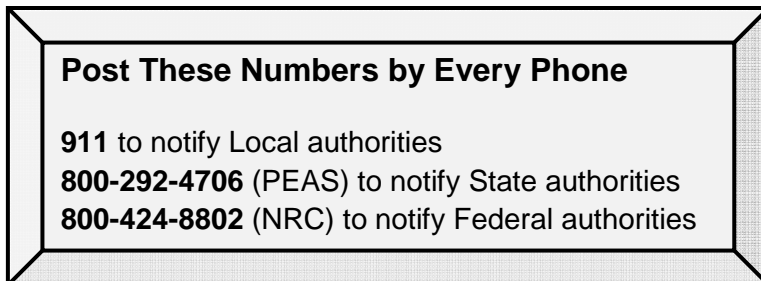 Post These Numbers by Every Phone
911 to notify Local authorities
800-292-4706 (PEAS) to notify State authorities
800-424-8802 (NRC) to notify Federal authorities